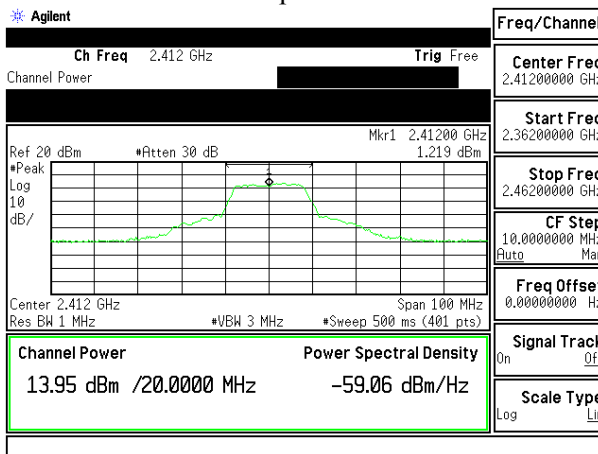 Agilent
Freq/Channel
Ch Freq 2.412 GHz Trig Free
Channel Power
Center Freq
2.41200000 GHz
Start Freq
2.36200000 GHz
Stop Freq
2.46200000 GHz
CF Step
10.0000000 MHz
Auto Man
Freq Offset
0.00000000 Hz
Signal Track
On Off
Scale Type
Log Lin
Mkr1 2.41200 GHz
Ref 20 dBm #Atten 30 dB 1.219 dBm
#Peak
Log
10
dB/
1
Center 2.412 GHz Span 100 MHz
Res BW 1 MHz #VBW 3 MHz #Sweep 500 ms (401 pts)
Channel Power Power Spectral Density
13.95 dBm /20.0000 MHz -59.06 dBm/Hz